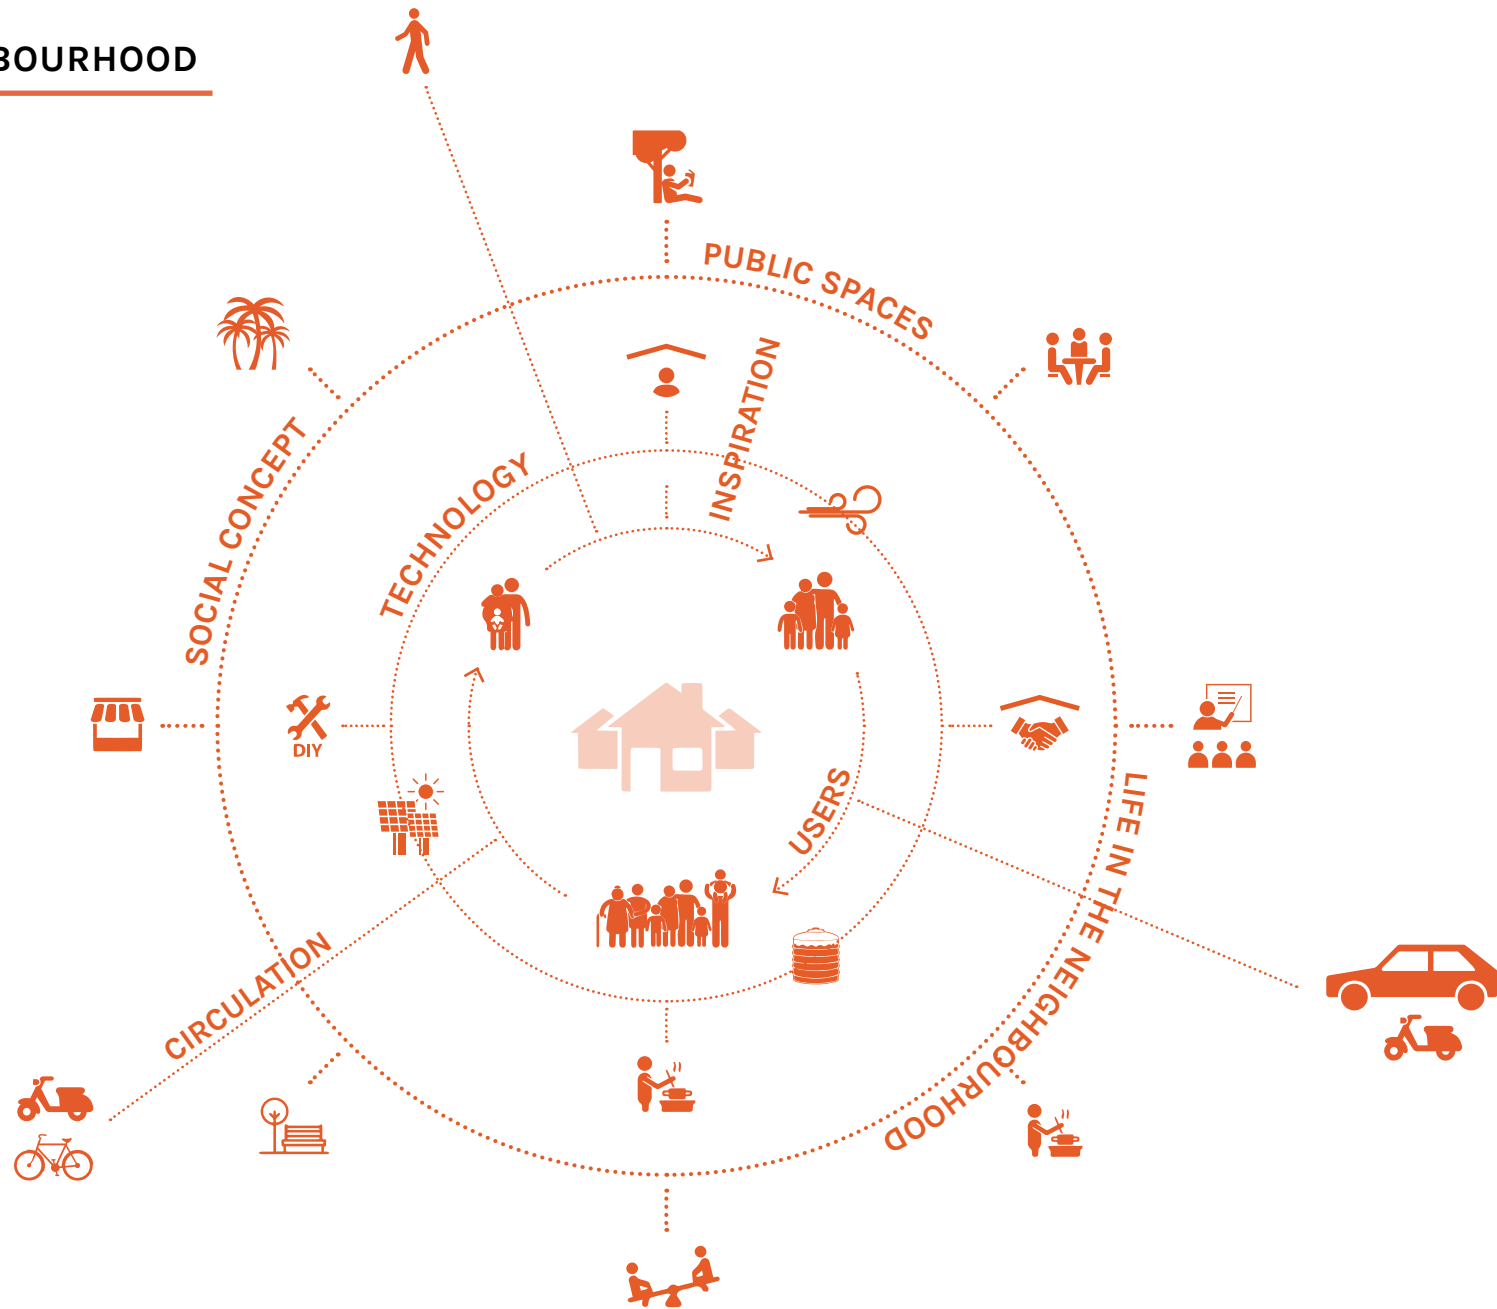 BOURHOOD
PUBLIC SPACES
INSPIRATION
TECHNOLOGY
SOCIAL CONCEPT
DIY
USERS
LIFE IN THE NEIGHBOURHOOD
CIRCULATION